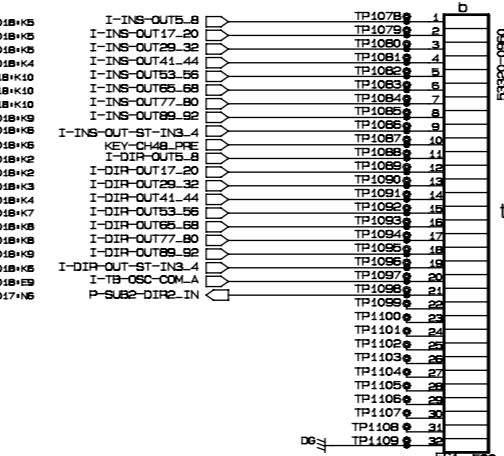 b
I-INS-OUT5_8 TP1078 1
I-INS-OUT17_20 TP1079 2
I-INS-OUT29_32 TP1080 3
I-INS-OUT41_44 TP1081 4
I-INS-OUT53_56 TP1082 5
I-INS-OUT65_68 TP1083 6
I-INS-OUT77_80 TP1084 7
I-INS-OUT89_92 TP1085 8
I-INS-OUT-ST-IN3_4 TP1086 9
KEY-CH48_PRE TP1087 10
I-DIR-OUT5_8 TP1088 11
I-DIR-OUT17_20 TP1089 12
I-DIR-OUT29_32 TP1090 13
I-DIR-OUT41_44 TP1091 14
I-DIR-OUT53_56 TP1092 15
I-DIR-OUT65_68 TP1093 16
I-DIR-OUT77_80 TP1094 17
I-DIR-OUT89_92 TP1095 18
I-DIR-OUT-ST-IN3_4 TP1096 19
I-TB-OSC-COM_A TP1097 20
P-SUB2-DIR2_IN TP1098 21
TP1099 22
TP1100 23
TP1101 24
TP1102 25
TP1103 26
TP1104 27
TP1105 28
TP1106 29
TP1107 30
TP1108 31
DG TP1109 32